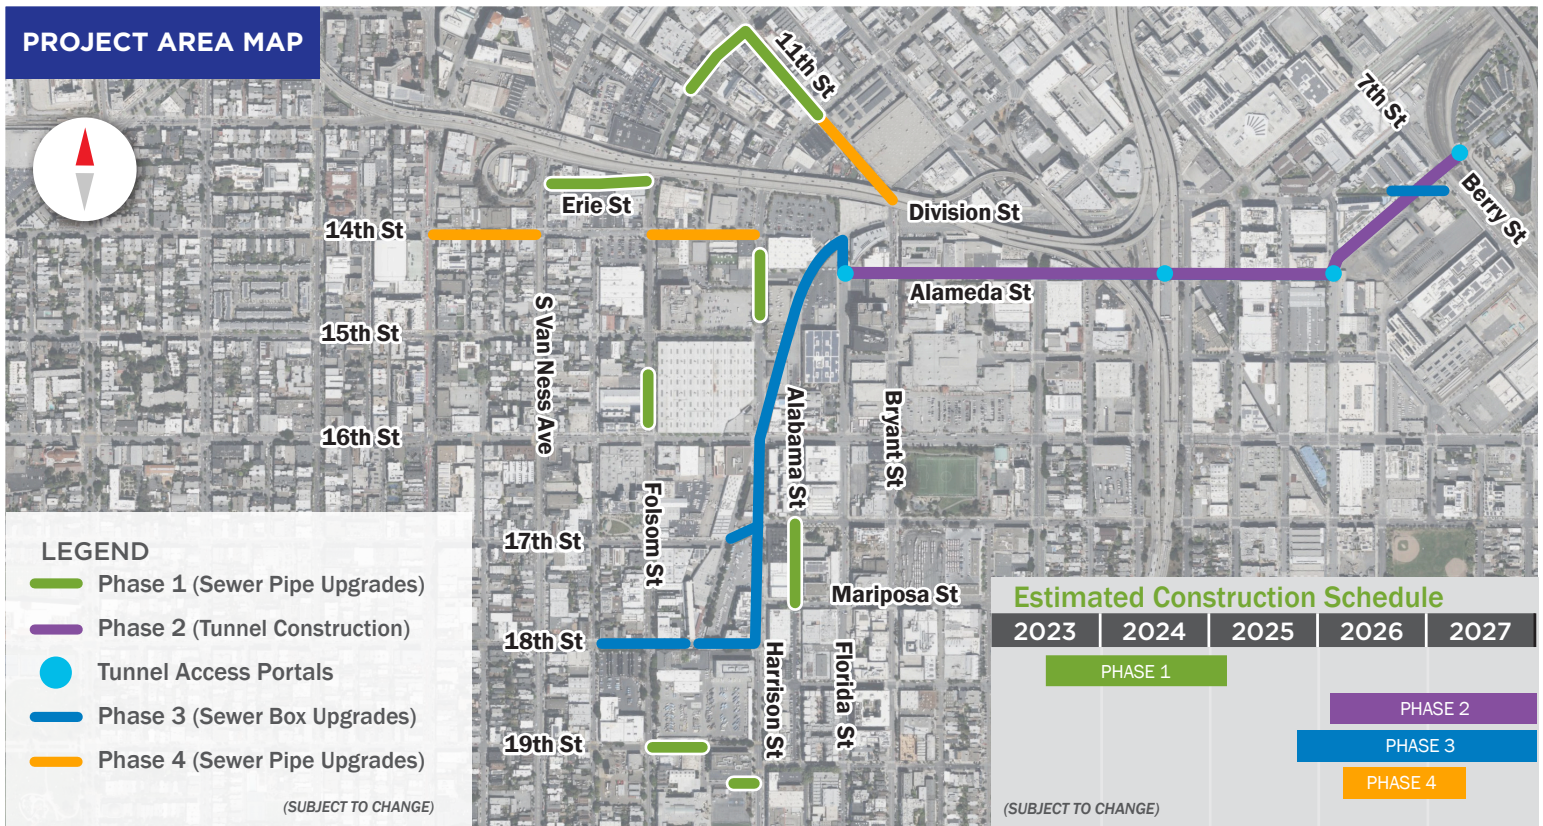 PROJECT AREA MAP
11th St
7th St
Berry St
Erie St
Division St
14th St
Alameda St
S Van Ness Ave
15th St
Alabama St
Bryant St
16th St
Folsom St
17th St
Mariposa St
18th St
Harrison St
Florida St
19th St
LEGEND
Phase 1 (Sewer Pipe Upgrades)
Phase 2 (Tunnel Construction)
Tunnel Access Portals
Phase 3 (Sewer Box Upgrades)
Phase 4 (Sewer Pipe Upgrades)
(SUBJECT TO CHANGE)
Estimated Construction Schedule
2023 2024 2025 2026 2027
PHASE 1
PHASE 2
PHASE 3
PHASE 4
(SUBJECT TO CHANGE)